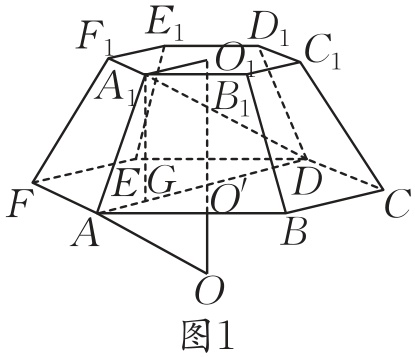 E₁ D₁
F₁ O₁ C₁
A₁ B₁
E G D
F O′ C
A B
O
图1